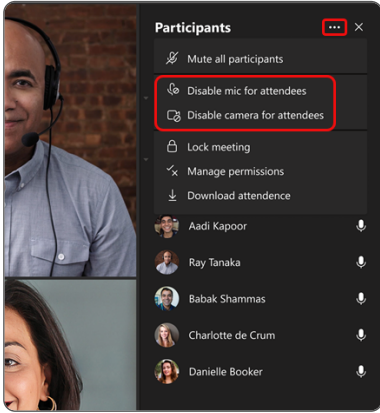 Participants
Mute all participants
Disable mic for attendees
Disable camera for attendees
Lock meeting
Manage permissions
Download attendence
Aadi Kapoor
Ray Tanaka
Babak Shammas
Charlotte de Crum
Danielle Booker